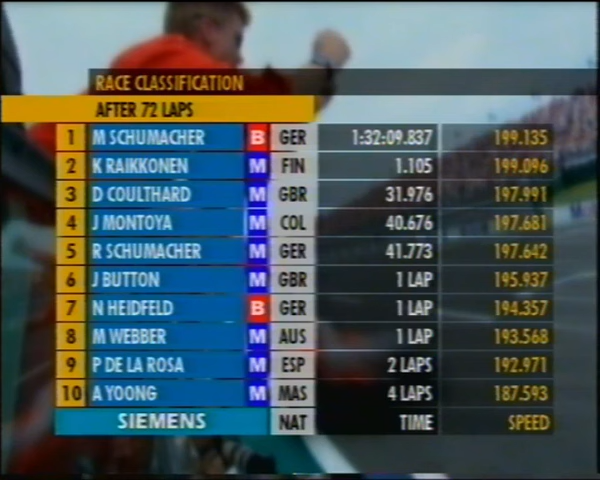 RACE CLASSIFICATION
AFTER 72 LAPS
1 M SCHUMACHER B GER 1:32:09.837 199.135
2 K RAIKKONEN M FIN 1.105 199.096
3 D COULTHARD M GBR 31.976 197.991
4 J MONTOYA M COL 40.676 197.681
5 R SCHUMACHER M GER 41.773 197.642
6 J BUTTON M GBR 1 LAP 195.937
7 N HEIDFELD B GER 1 LAP 194.357
8 M WEBBER M AUS 1 LAP 193.568
9 P DE LA ROSA M ESP 2 LAPS 192.971
10 A YOONG M MAS 4 LAPS 187.593
SIEMENS NAT TIME SPEED